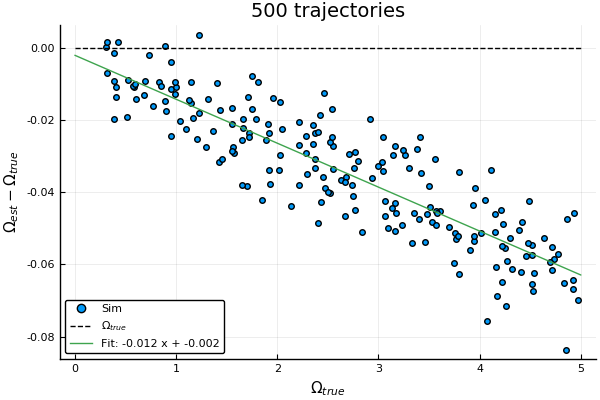 500 trajectories
0.00
-0.02
-0.04
-0.06
-0.08
Ω_est − Ω_true
Sim
Ω_true
Fit: -0.012 x + -0.002
0 1 2 3 4 5
Ω_true